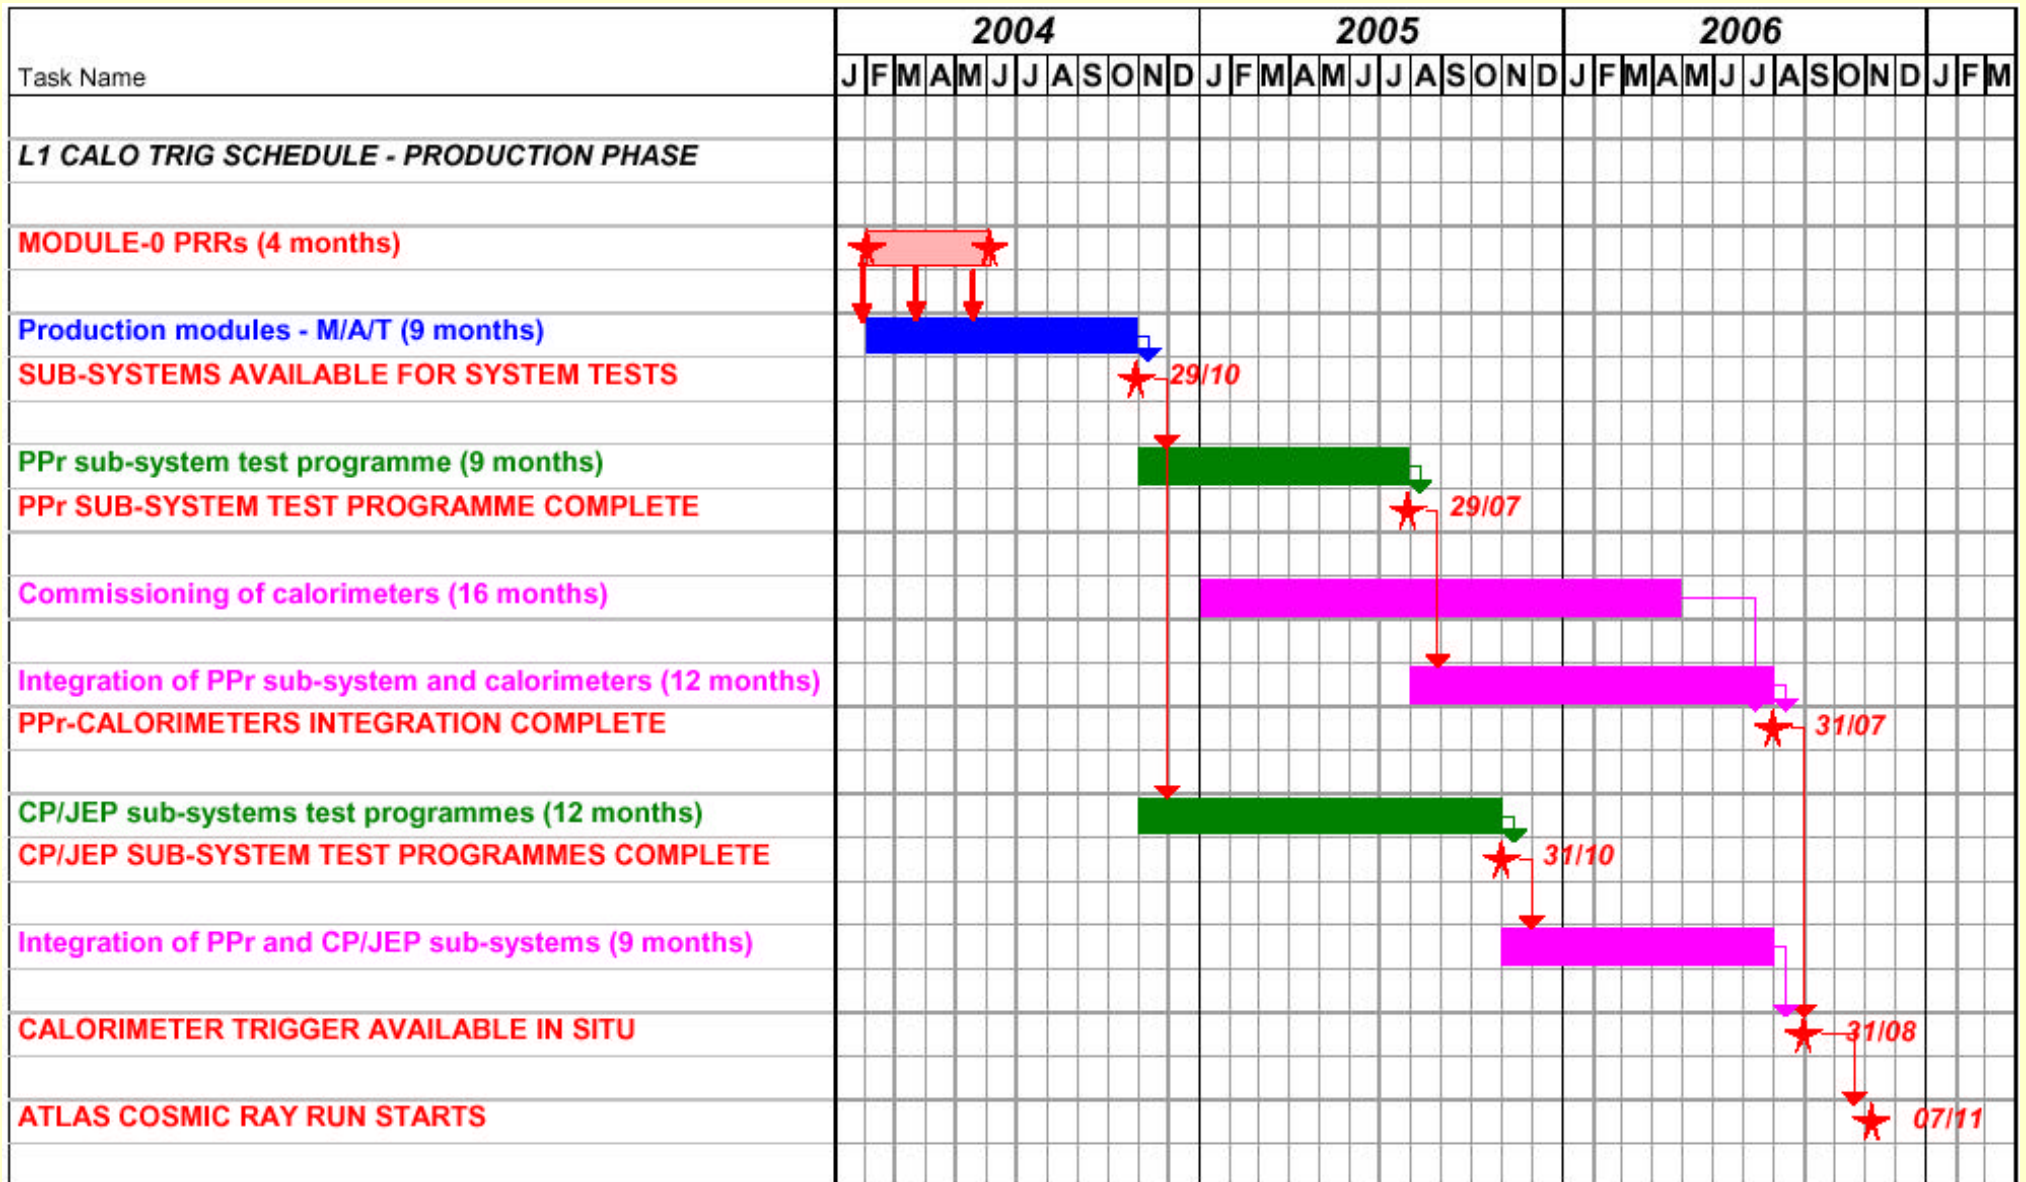 2004 2005 2006
Task Name J F M A M J J A S O N D J F M A M J J A S O N D J F M A M J J A S O N D J F M
L1 CALO TRIG SCHEDULE - PRODUCTION PHASE
MODULE-0 PRRs (4 months)
Production modules - M/A/T (9 months)
SUB-SYSTEMS AVAILABLE FOR SYSTEM TESTS 29/10
PPr sub-system test programme (9 months)
PPr SUB-SYSTEM TEST PROGRAMME COMPLETE 29/07
Commissioning of calorimeters (16 months)
Integration of PPr sub-system and calorimeters (12 months)
PPr-CALORIMETERS INTEGRATION COMPLETE 31/07
CP/JEP sub-systems test programmes (12 months)
CP/JEP SUB-SYSTEM TEST PROGRAMMES COMPLETE 31/10
Integration of PPr and CP/JEP sub-systems (9 months)
CALORIMETER TRIGGER AVAILABLE IN SITU 31/08
ATLAS COSMIC RAY RUN STARTS 07/11